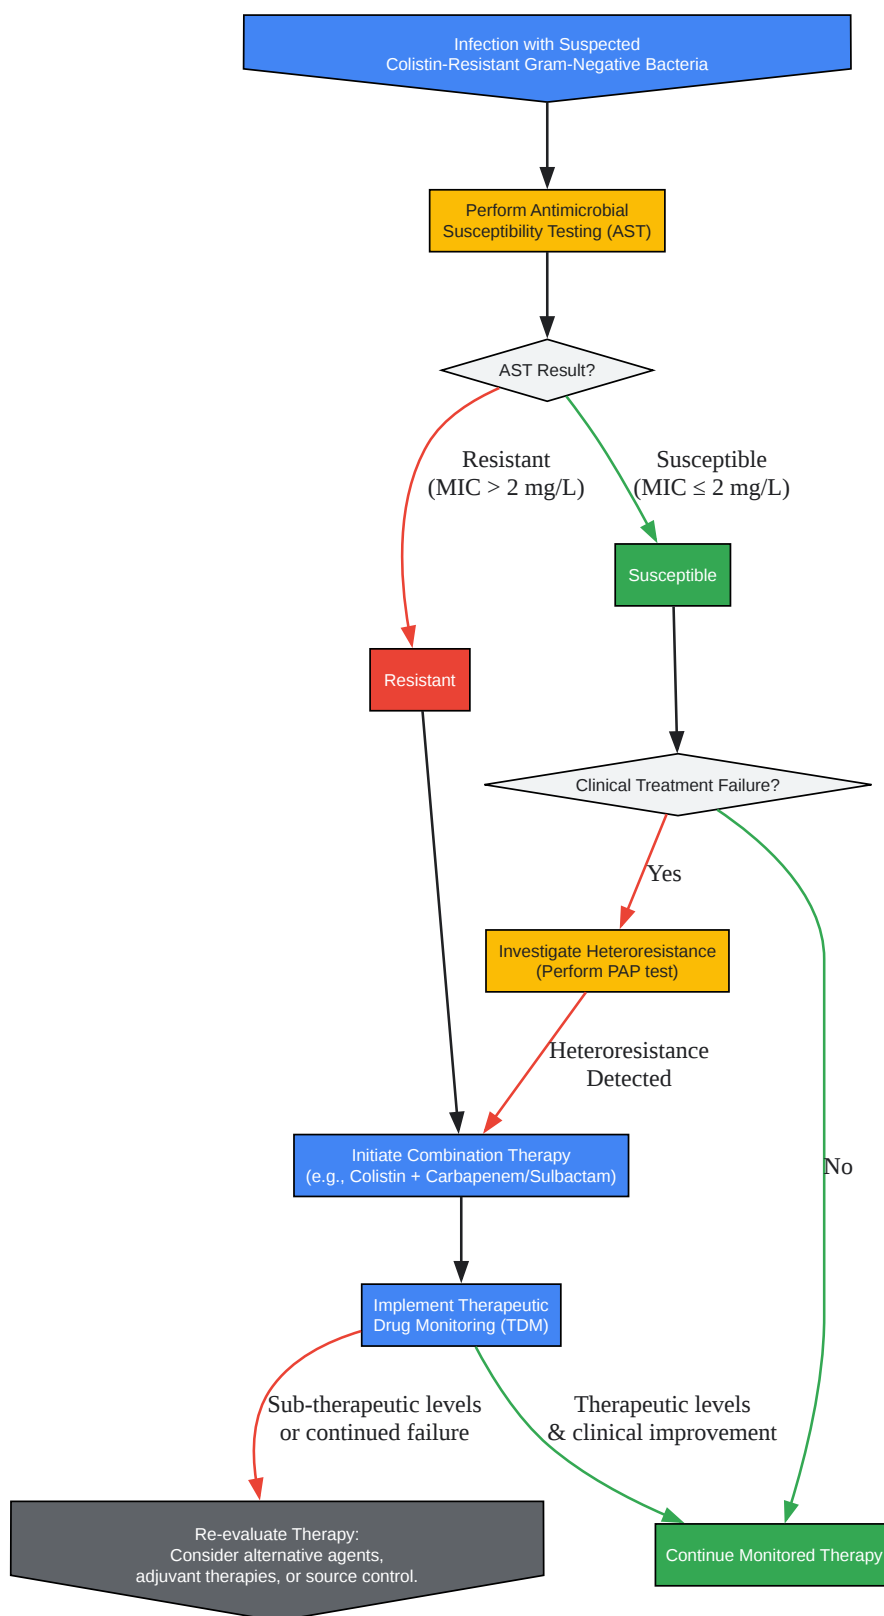 Infection with Suspected
Colistin-Resistant Gram-Negative Bacteria
Perform Antimicrobial
Susceptibility Testing (AST)
AST Result?
Resistant
(MIC > 2 mg/L)
Susceptible
(MIC ≤ 2 mg/L)
Susceptible
Resistant
Clinical Treatment Failure?
Yes
Investigate Heteroresistance
(Perform PAP test)
Heteroresistance
Detected
Initiate Combination Therapy
(e.g., Colistin + Carbapenem/Sulbactam)
No
Implement Therapeutic
Drug Monitoring (TDM)
Sub-therapeutic levels
or continued failure
Therapeutic levels
& clinical improvement
Re-evaluate Therapy:
Consider alternative agents,
adjuvant therapies, or source control.
Continue Monitored Therapy